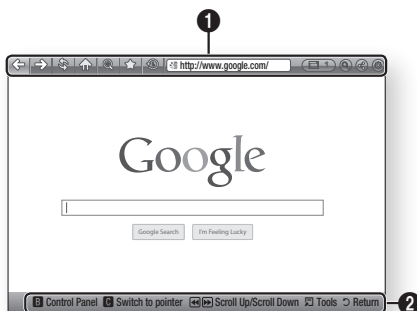 1
http://www.google.com/
1
Google
Google Search
I'm Feeling Lucky
B Control Panel C Switch to pointer Scroll Up/Scroll Down Tools Return
2